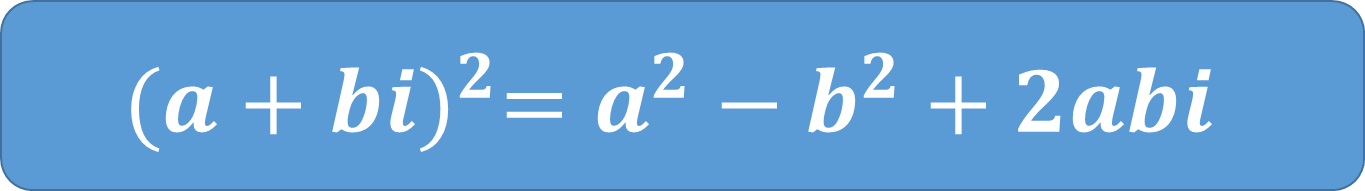 (a + bi)² = a² − b² + 2abi